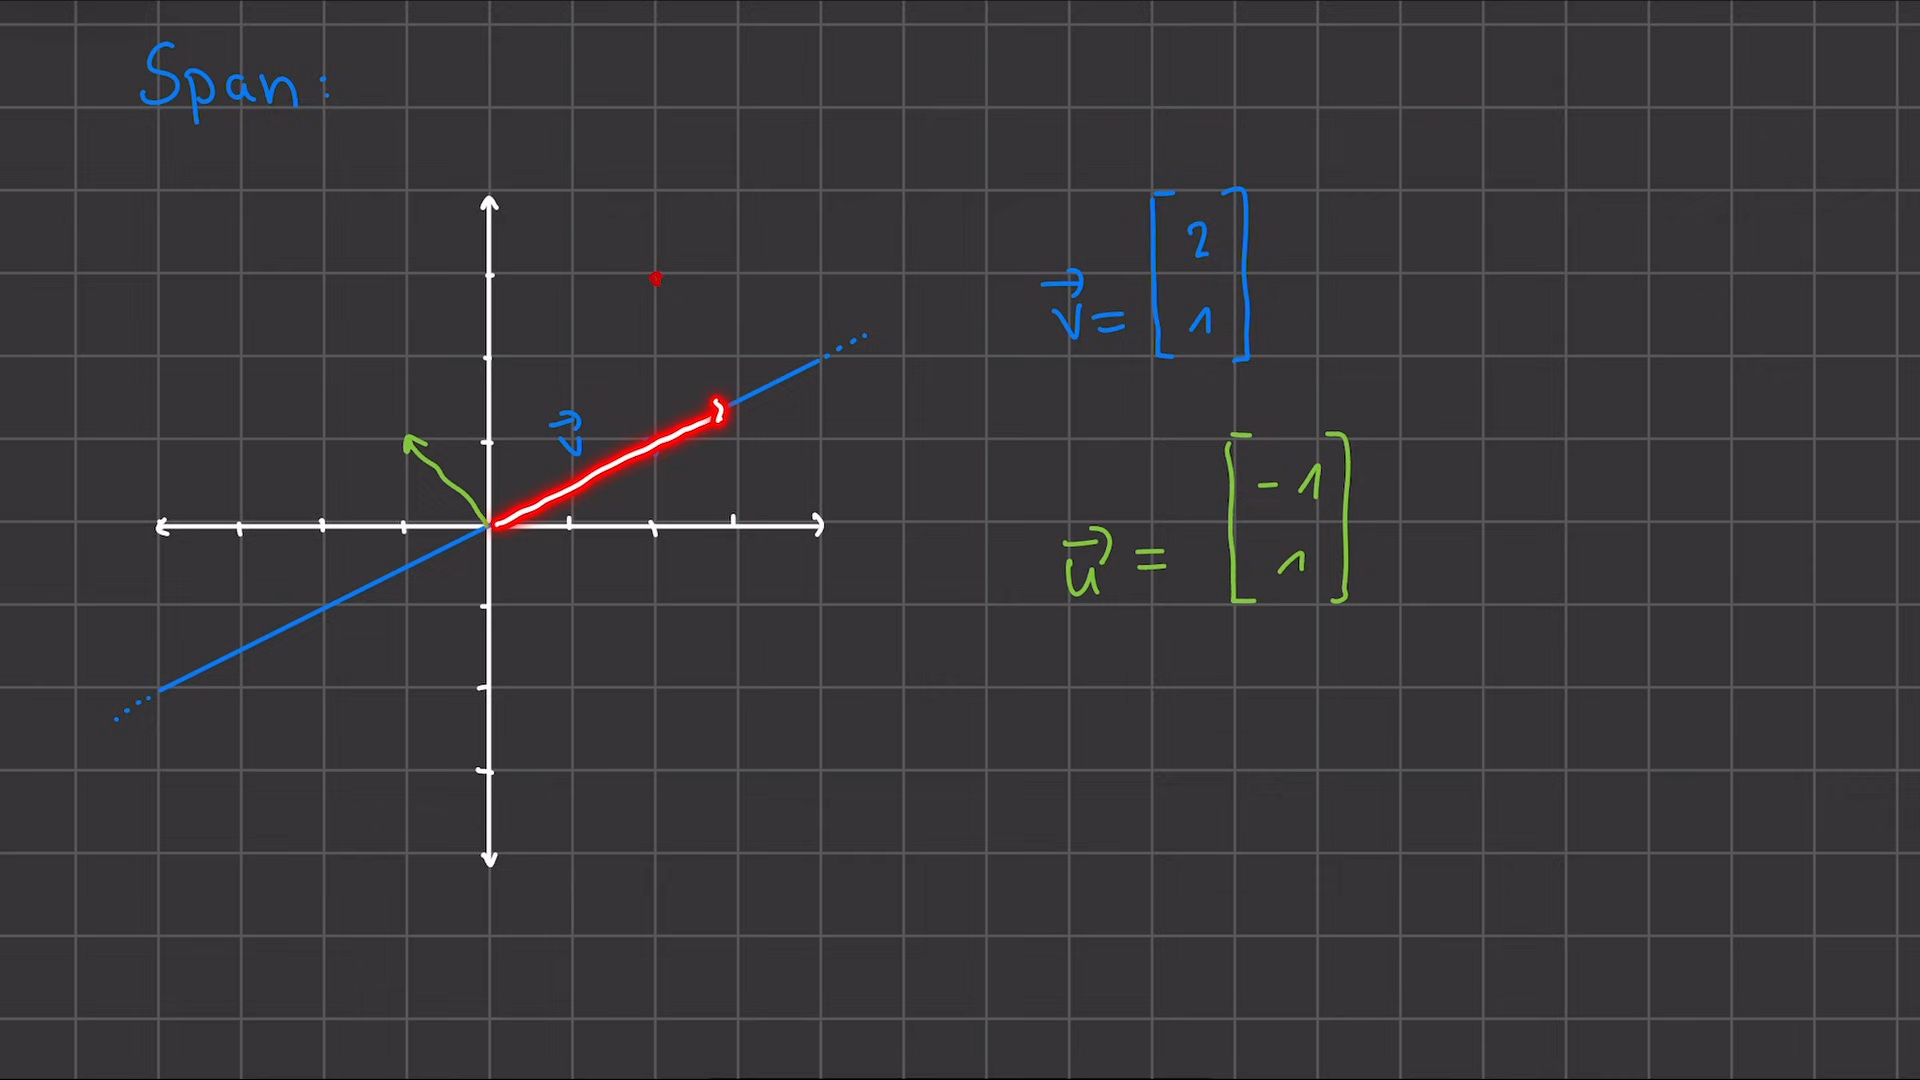 Span:
v⃗ = [2
1]
v⃗
u⃗ = [-1
1]